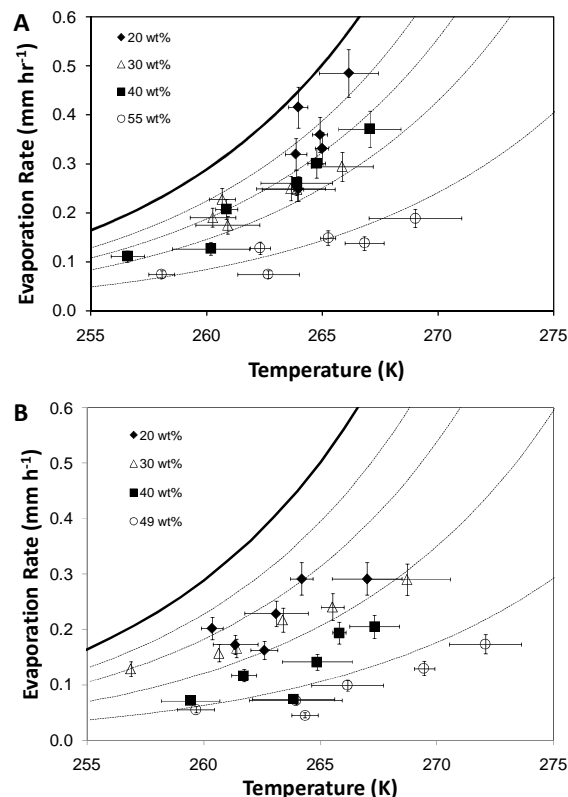 A
0.6
0.5
0.4
0.3
0.2
0.1
0.0
Evaporation Rate (mm hr-1)
20 wt%
30 wt%
40 wt%
55 wt%
255 260 265 270 275
Temperature (K)
B
0.6
0.5
0.4
0.3
0.2
0.1
0.0
Evaporation Rate (mm h-1)
20 wt%
30 wt%
40 wt%
49 wt%
255 260 265 270 275
Temperature (K)